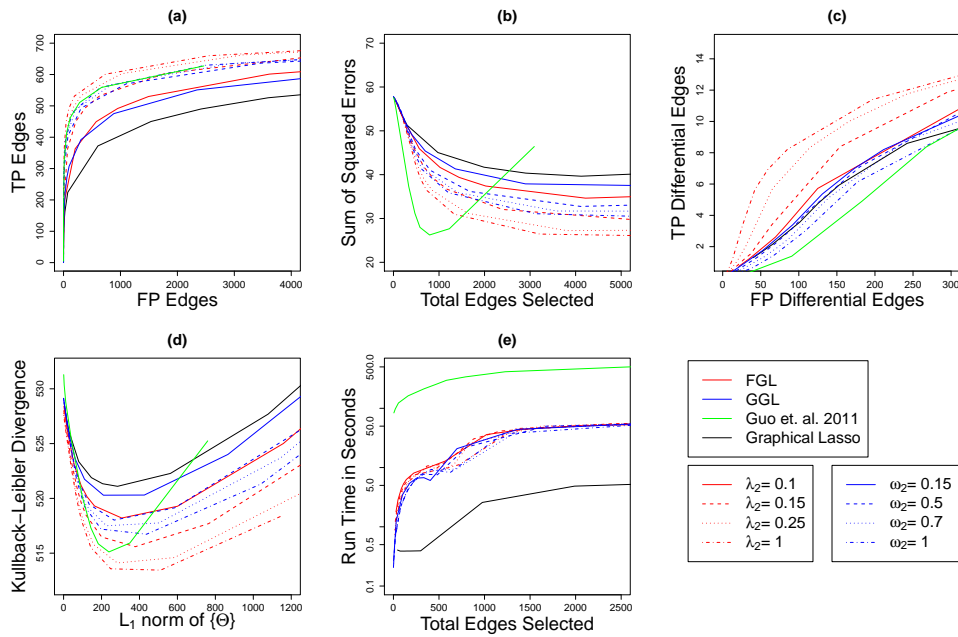 (a)
TP Edges
0
100
200
300
400
500
600
700
0
1000
2000
3000
4000
FP Edges
(b)
Sum of Squared Errors
20
30
40
50
60
70
0
1000
2000
3000
4000
5000
Total Edges Selected
(c)
TP Differential Edges
2
4
6
8
10
12
14
0
50
100
150
200
250
300
FP Differential Edges
(d)
Kullback−Leibler Divergence
515
520
525
530
0
200
400
600
800
1000
1200
L₁ norm of {Θ}
(e)
Run Time in Seconds
0.1
0.5
5.0
50.0
500.0
0
500
1000
1500
2000
2500
Total Edges Selected
FGL
GGL
Guo et. al. 2011
Graphical Lasso
λ₂= 0.1
λ₂= 0.15
λ₂= 0.25
λ₂= 1
ω₂= 0.15
ω₂= 0.5
ω₂= 0.7
ω₂= 1